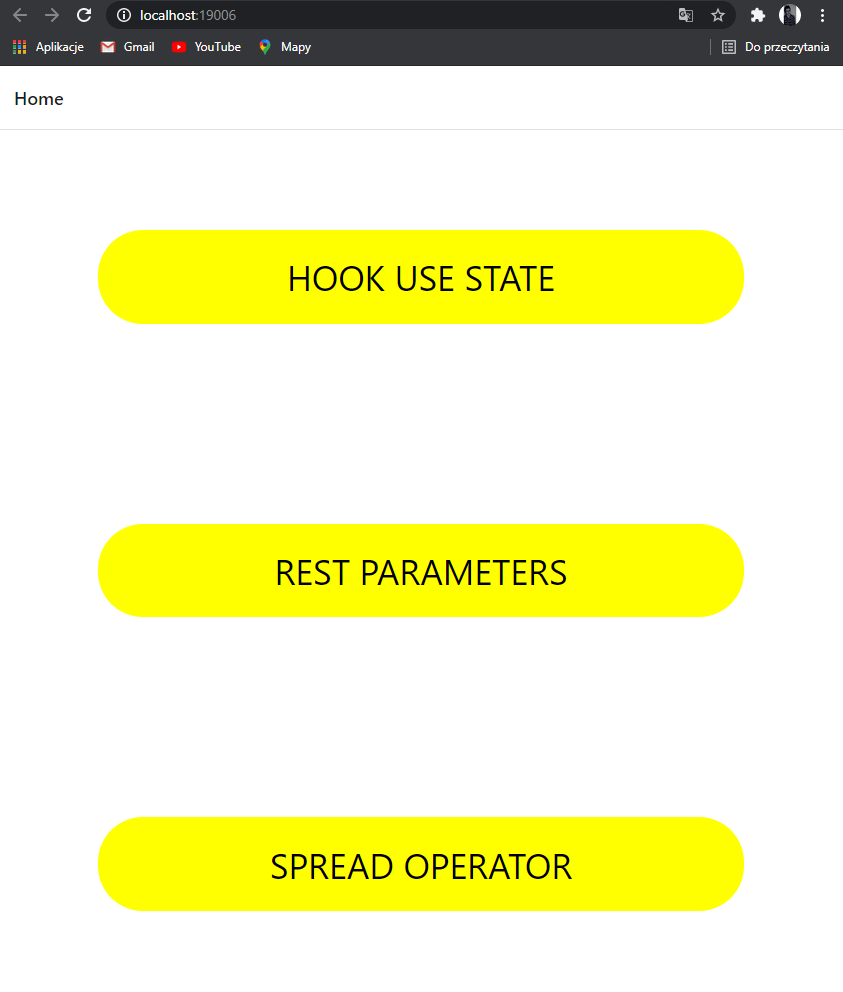 localhost:19006
Aplikacje Gmail YouTube Mapy Do przeczytania
Home
HOOK USE STATE
REST PARAMETERS
SPREAD OPERATOR